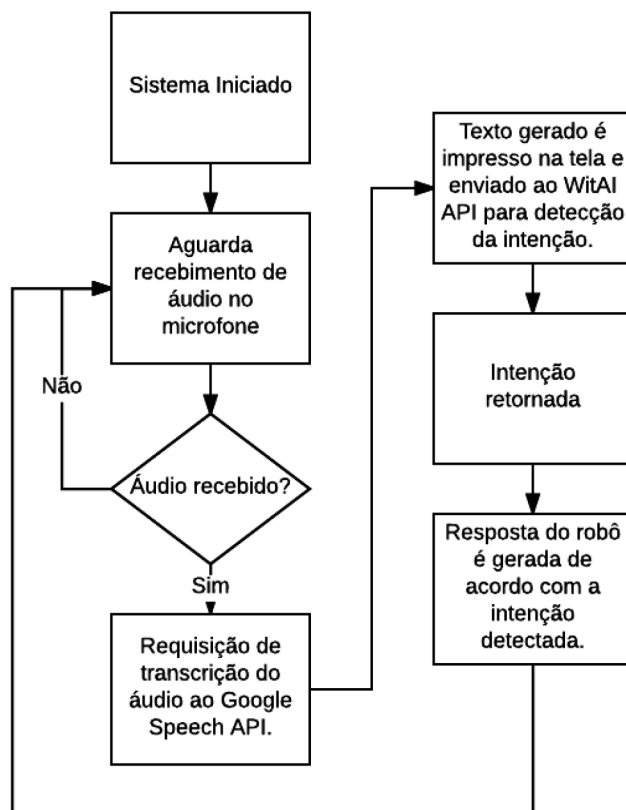 Sistema Iniciado
Aguarda
recebimento de
áudio no
microfone
Não
Áudio recebido?
Sim
Requisição de
transcrição do
áudio ao Google
Speech API.
Texto gerado é
impresso na tela e
enviado ao WitAI
API para detecção
da intenção.
Intenção
retornada
Resposta do robô
é gerada de
acordo com a
intenção
detectada.